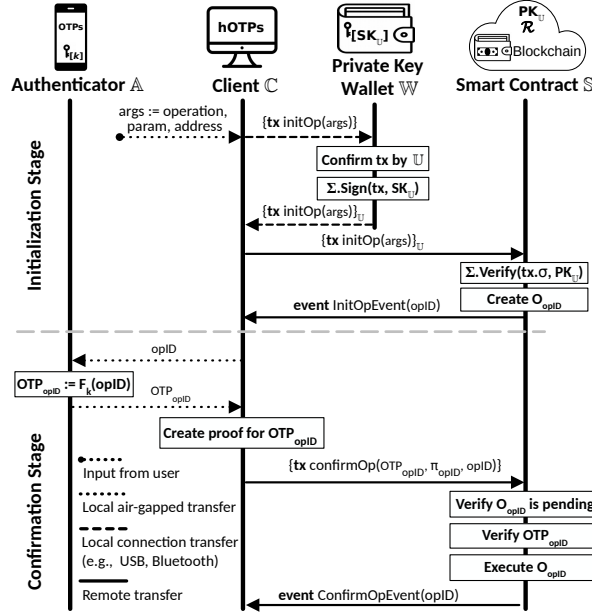 OTPs
[k]
Authenticator 𝔸
hOTPs
Client ℂ
[SK𝕌]
Private Key
Wallet 𝕎
PK𝕌
𝓡
Blockchain
Smart Contract 𝕊
Initialization Stage
args := operation,
param, address
{tx initOp(args)}
Confirm tx by 𝕌
Σ.Sign(tx, SK𝕌)
{tx initOp(args)}𝕌
{tx initOp(args)}𝕌
Σ.Verify(tx.σ, PK𝕌)
Create OopID
event InitOpEvent(opID)
Confirmation Stage
opID
OTPopID := Fk(opID)
OTPopID
Create proof for OTPopID
{tx confirmOp(OTPopID, πopID, opID)}
Verify OopID is pending
Verify OTPopID
Execute OopID
event ConfirmOpEvent(opID)
Input from user
Local air-gapped transfer
Local connection transfer
(e.g., USB, Bluetooth)
Remote transfer